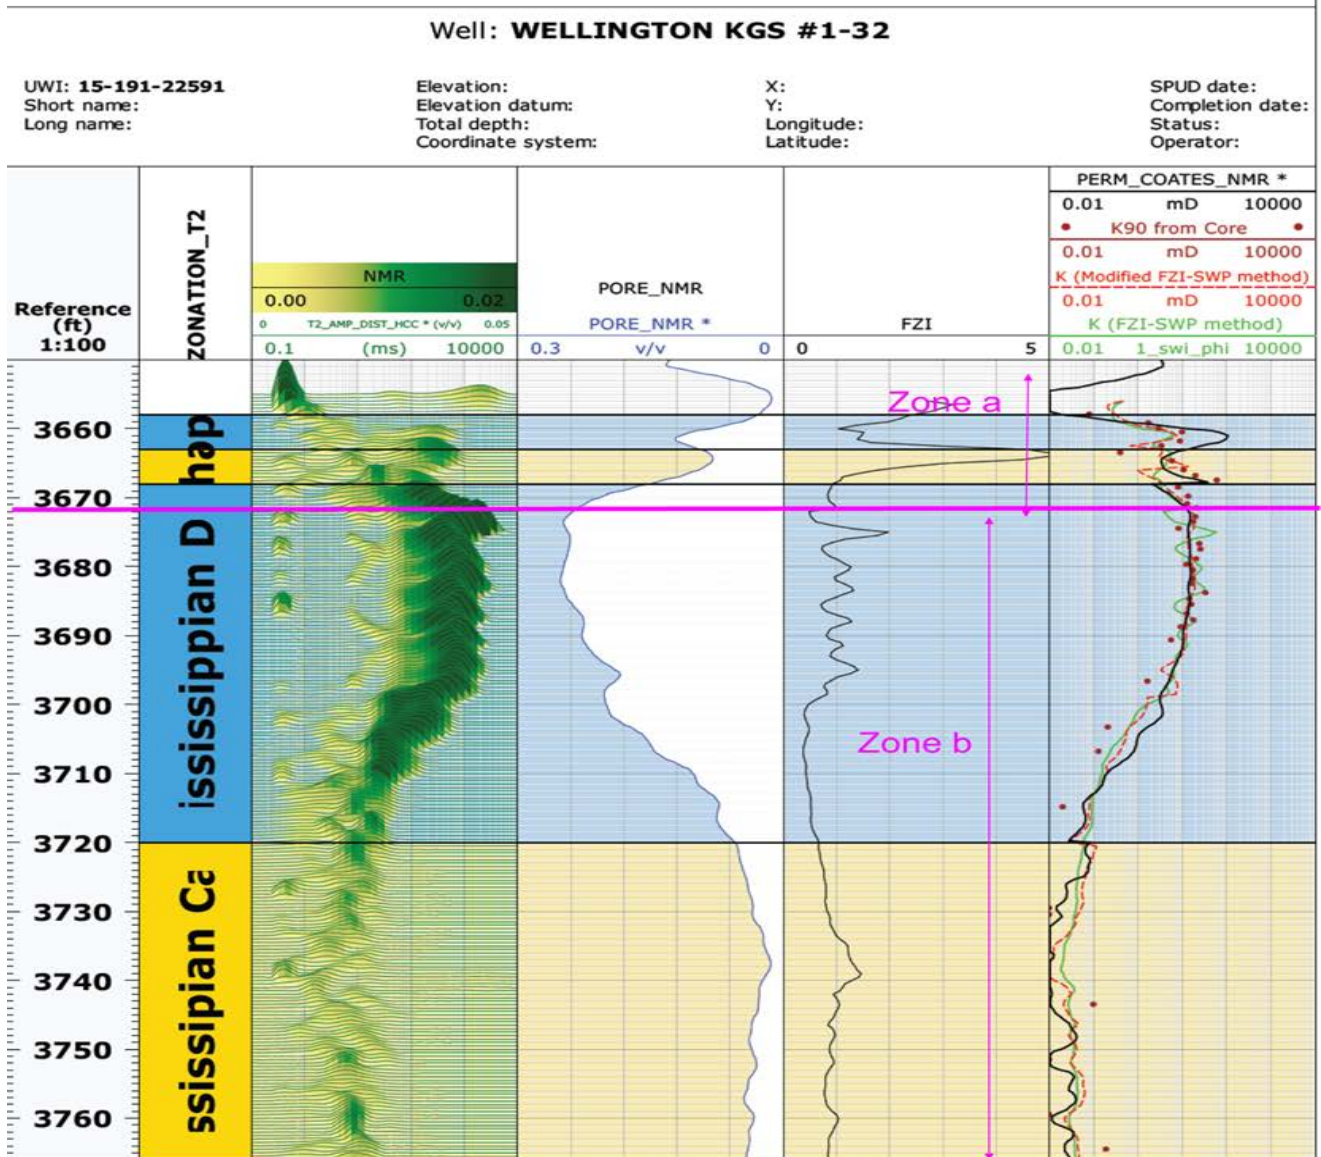 Well: WELLINGTON KGS #1-32
UWI: 15-191-22591
Short name:
Long name:
Elevation:
Elevation datum:
Total depth:
Coordinate system:
X:
Y:
Longitude:
Latitude:
SPUD date:
Completion date:
Status:
Operator:
Reference
(ft)
1:100
ZONATION_T2
NMR
0.00 0.02
0 T2_AMP_DIST_HCC * (v/v) 0.05
0.1 (ms) 10000
PORE_NMR
PORE_NMR *
0.3 v/v 0
FZI
0 5
PERM_COATES_NMR *
0.01 mD 10000
K90 from Core
0.01 mD 10000
K (Modified FZI-SWP method)
0.01 mD 10000
K (FZI-SWP method)
0.01 1_swi_phi 10000
3660
3670
3680
3690
3700
3710
3720
3730
3740
3750
3760
hap
ississippian D
ssissipian Ca
Zone a
Zone b